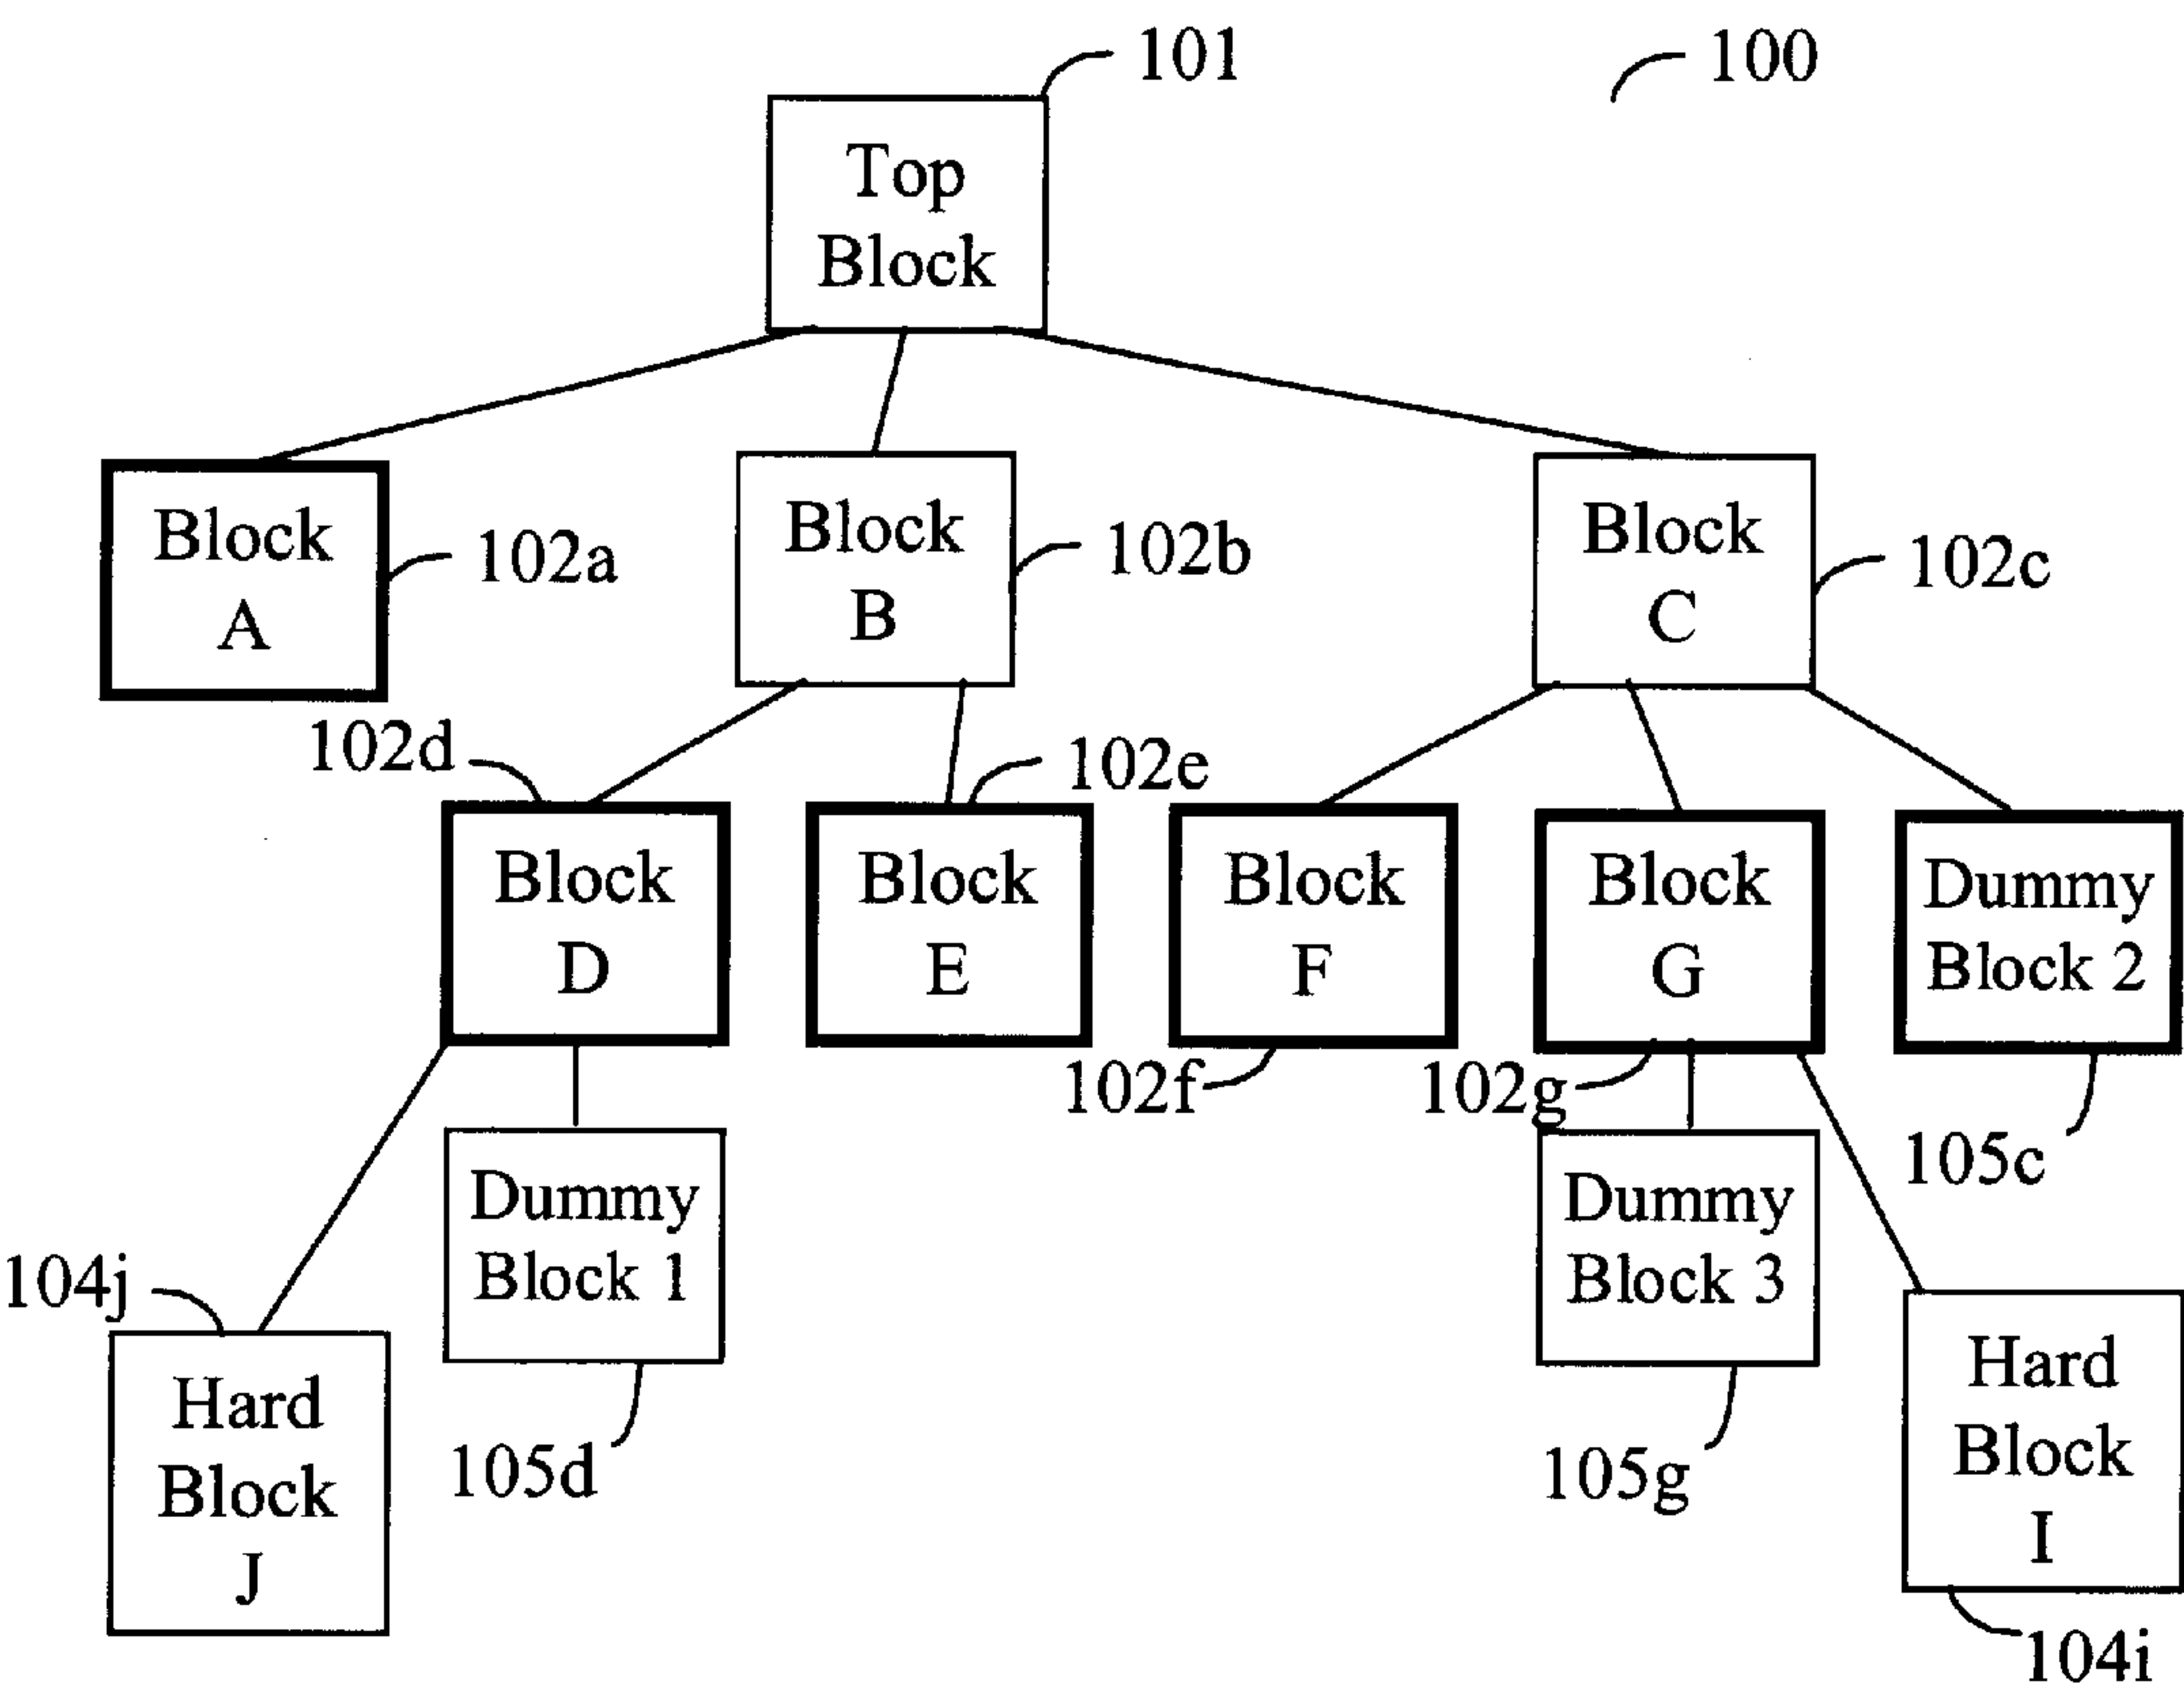 101
100
Top
Block
Block
A
102a
Block
B
102b
Block
C
102c
102d
102e
Block
D
Block
E
Block
F
Block
G
Dummy
Block 2
102f
102g
105c
Dummy
Block 1
Dummy
Block 3
104j
Hard
Block
J
105d
105g
Hard
Block
I
104i